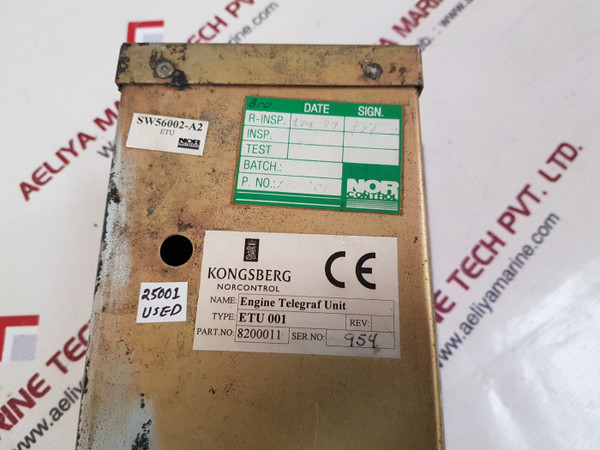 SW56002-A2
ETU
NOR
Bro
DATE SIGN.
R-INSP.
INSP.
TEST
BATCH.:
P. NO.:
NOR
CONTROL
KONGSBERG
NORCONTROL
CE
NAME: Engine Telegraf Unit
TYPE: ETU 001 REV:
PART.NO: 8200011 SER.NO: 954
25001
USED
AELIYA MARINE TECH PVT. LTD.
www.aeliyamarine.com